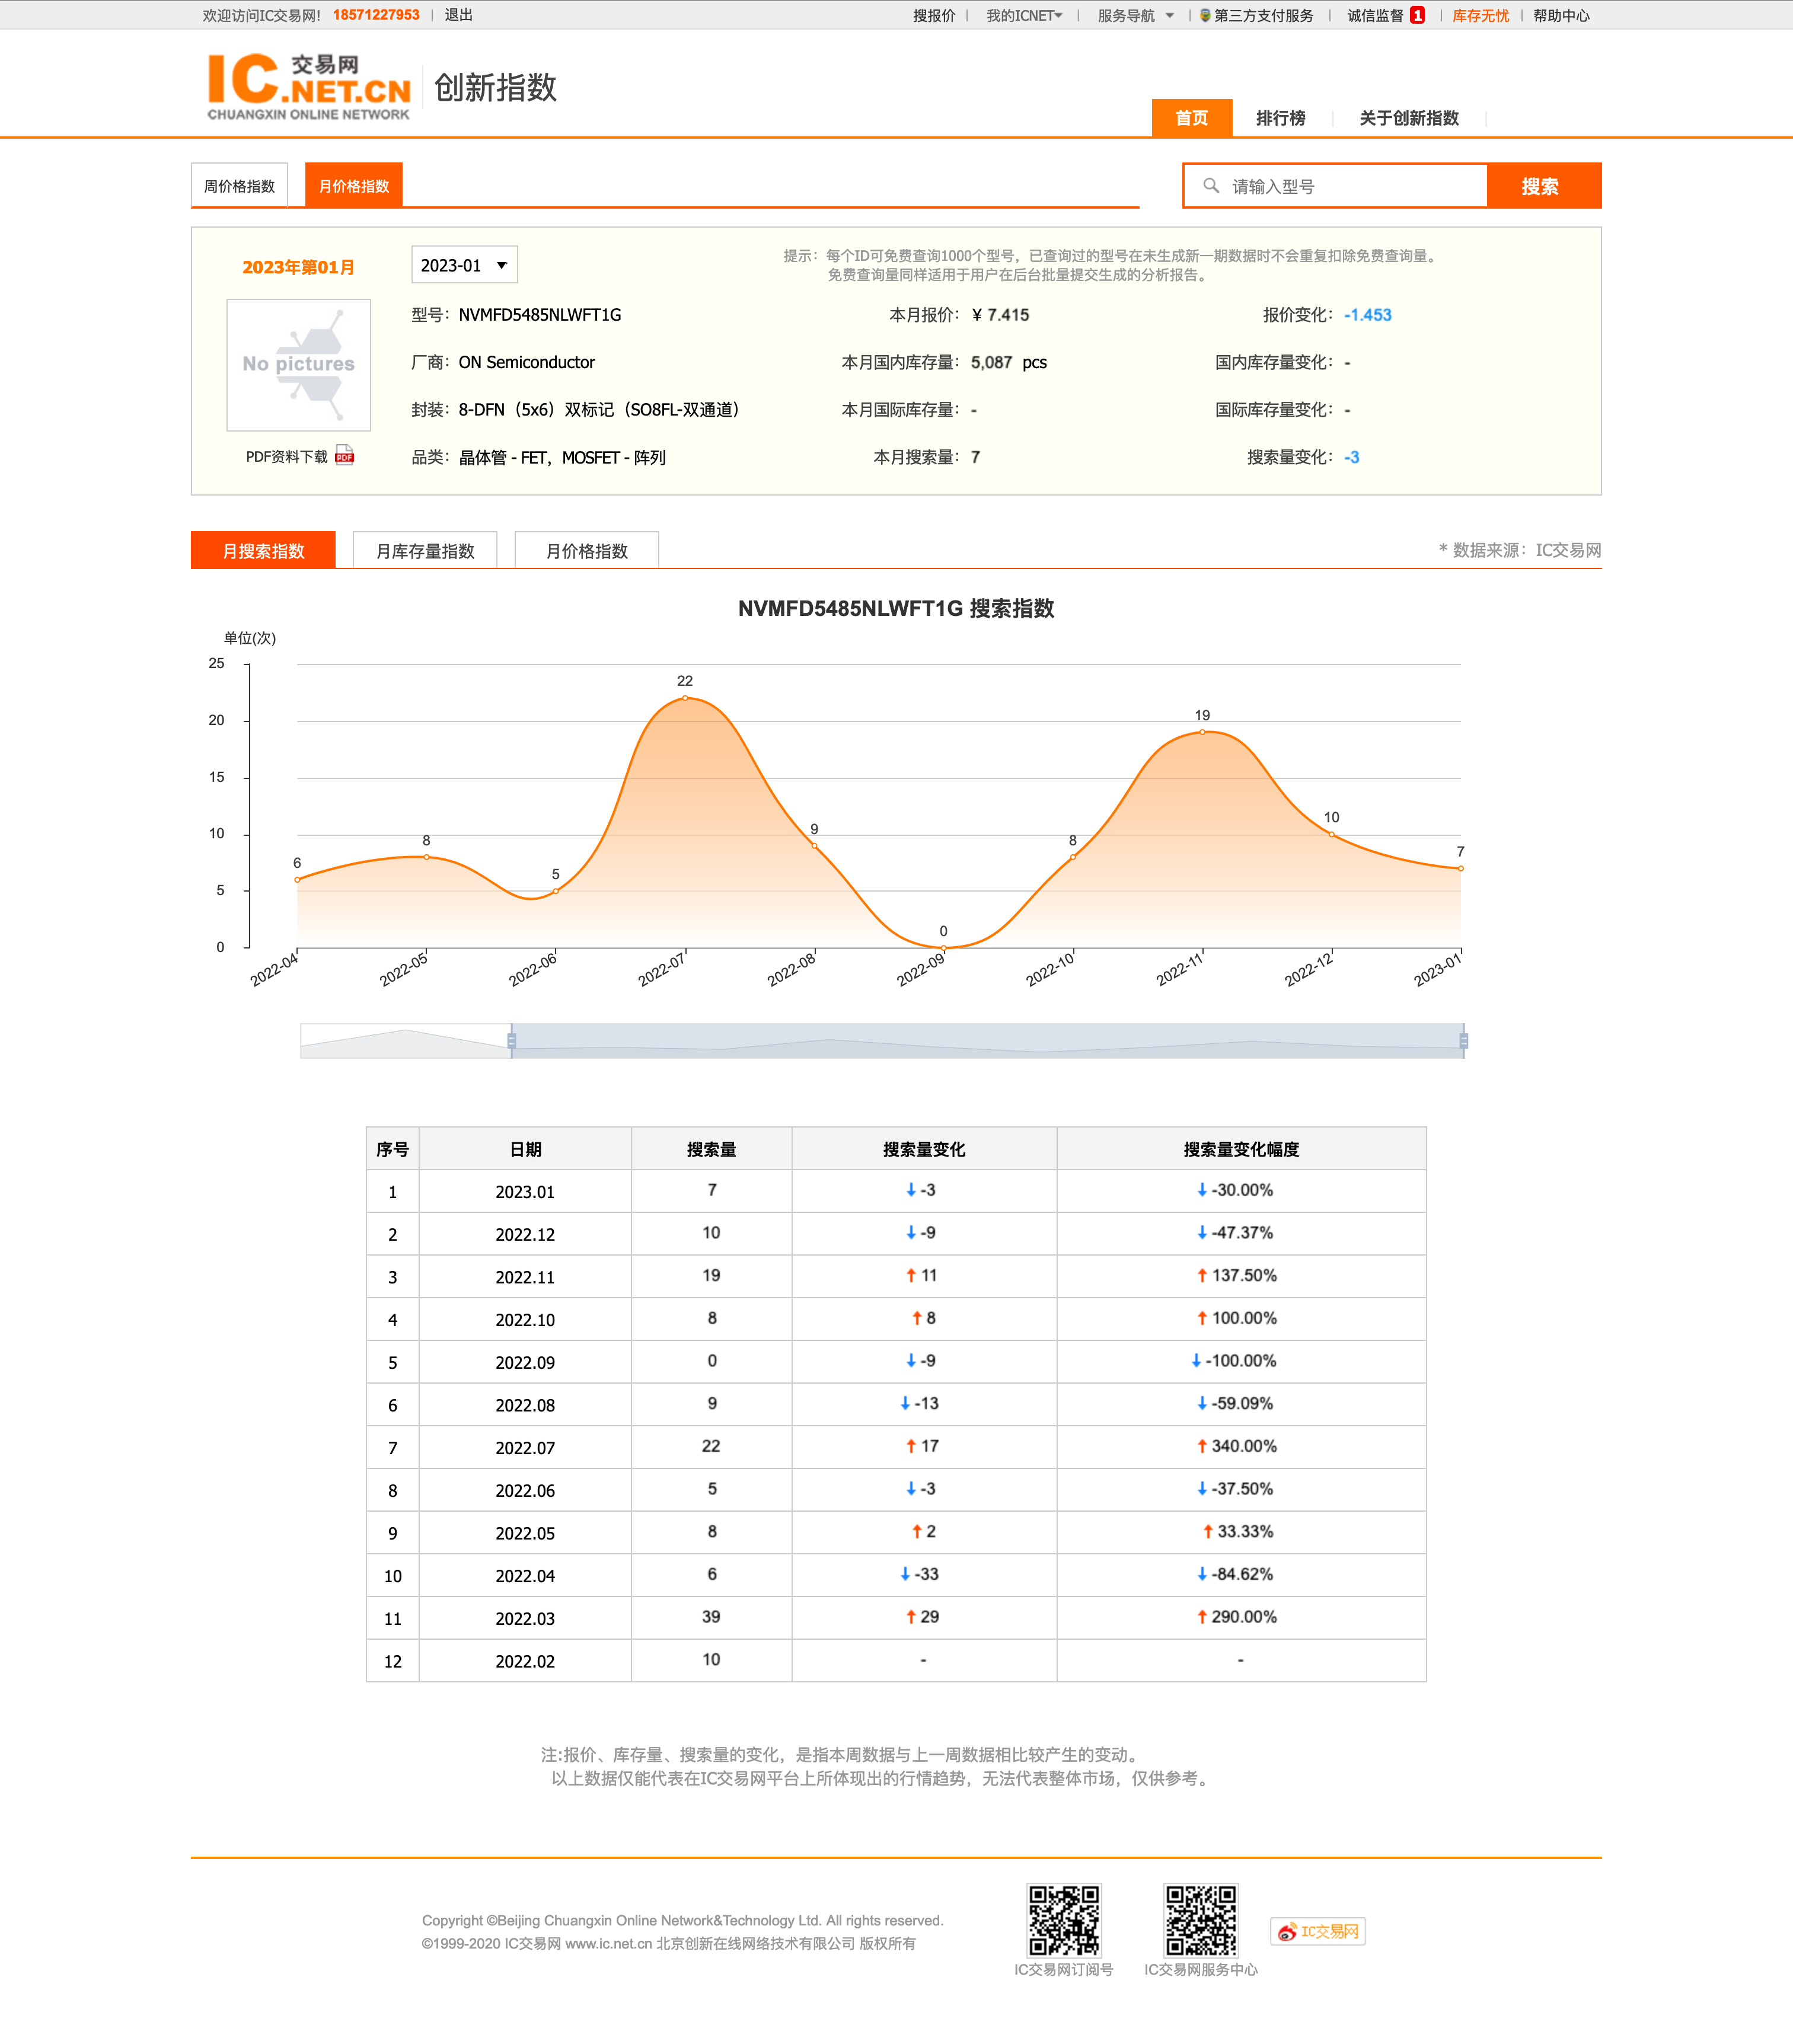 欢迎访问IC交易网! 18571227953 | 退出 搜报价 | 我的ICNET | 服务导航 | 第三方支付服务 | 诚信监督 1 | 库存无忧 | 帮助中心
IC 交易网 .NET.CN 创新指数
CHUANGXIN ONLINE NETWORK
首页 排行榜 关于创新指数
周价格指数 月价格指数 请输入型号 搜索
2023年第01月 2023-01
提示：每个ID可免费查询1000个型号，已查询过的型号在未生成新一期数据时不会重复扣除免费查询量。
免费查询量同样适用于用户在后台批量提交生成的分析报告。
No pictures
PDF资料下载 PDF
型号：NVMFD5485NLWFT1G 本月报价：¥ 7.415 报价变化：-1.453
厂商：ON Semiconductor 本月国内库存量：5,087 pcs 国内库存量变化：-
封装：8-DFN（5x6）双标记（SO8FL-双通道） 本月国际库存量：- 国际库存量变化：-
品类：晶体管 - FET，MOSFET - 阵列 本月搜索量：7 搜索量变化：-3
月搜索指数 月库存量指数 月价格指数 * 数据来源：IC交易网
NVMFD5485NLWFT1G 搜索指数
单位(次)
25
20
15
10
5
0
6 8 5 22 9 0 8 19 10 7
2022-04 2022-05 2022-06 2022-07 2022-08 2022-09 2022-10 2022-11 2022-12 2023-01
序号 日期 搜索量 搜索量变化 搜索量变化幅度
1 2023.01 7 ↓ -3 ↓ -30.00%
2 2022.12 10 ↓ -9 ↓ -47.37%
3 2022.11 19 ↑ 11 ↑ 137.50%
4 2022.10 8 ↑ 8 ↑ 100.00%
5 2022.09 0 ↓ -9 ↓ -100.00%
6 2022.08 9 ↓ -13 ↓ -59.09%
7 2022.07 22 ↑ 17 ↑ 340.00%
8 2022.06 5 ↓ -3 ↓ -37.50%
9 2022.05 8 ↑ 2 ↑ 33.33%
10 2022.04 6 ↓ -33 ↓ -84.62%
11 2022.03 39 ↑ 29 ↑ 290.00%
12 2022.02 10 - -
注:报价、库存量、搜索量的变化，是指本周数据与上一周数据相比较产生的变动。
以上数据仅能代表在IC交易网平台上所体现出的行情趋势，无法代表整体市场，仅供参考。
Copyright ©Beijing Chuangxin Online Network&Technology Ltd. All rights reserved.
©1999-2020 IC交易网 www.ic.net.cn 北京创新在线网络技术有限公司 版权所有
IC交易网订阅号 IC交易网服务中心 IC交易网